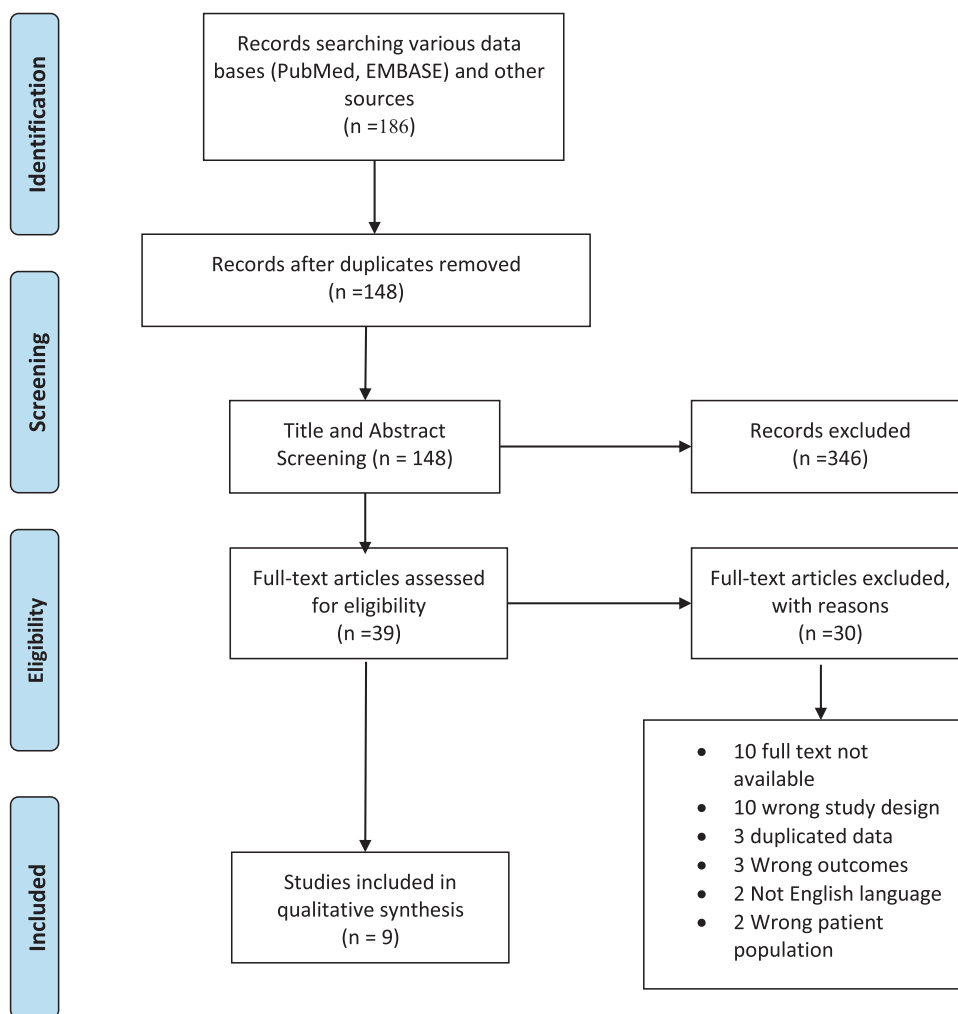 Identification
Records searching various data
bases (PubMed, EMBASE) and other
sources
(n =186)
Records after duplicates removed
(n =148)
Screening
Title and Abstract
Screening (n = 148)
Records excluded
(n =346)
Eligibility
Full-text articles assessed
for eligibility
(n =39)
Full-text articles excluded,
with reasons
(n =30)
• 10 full text not
available
• 10 wrong study design
• 3 duplicated data
• 3 Wrong outcomes
• 2 Not English language
• 2 Wrong patient
population
Included
Studies included in
qualitative synthesis
(n = 9)